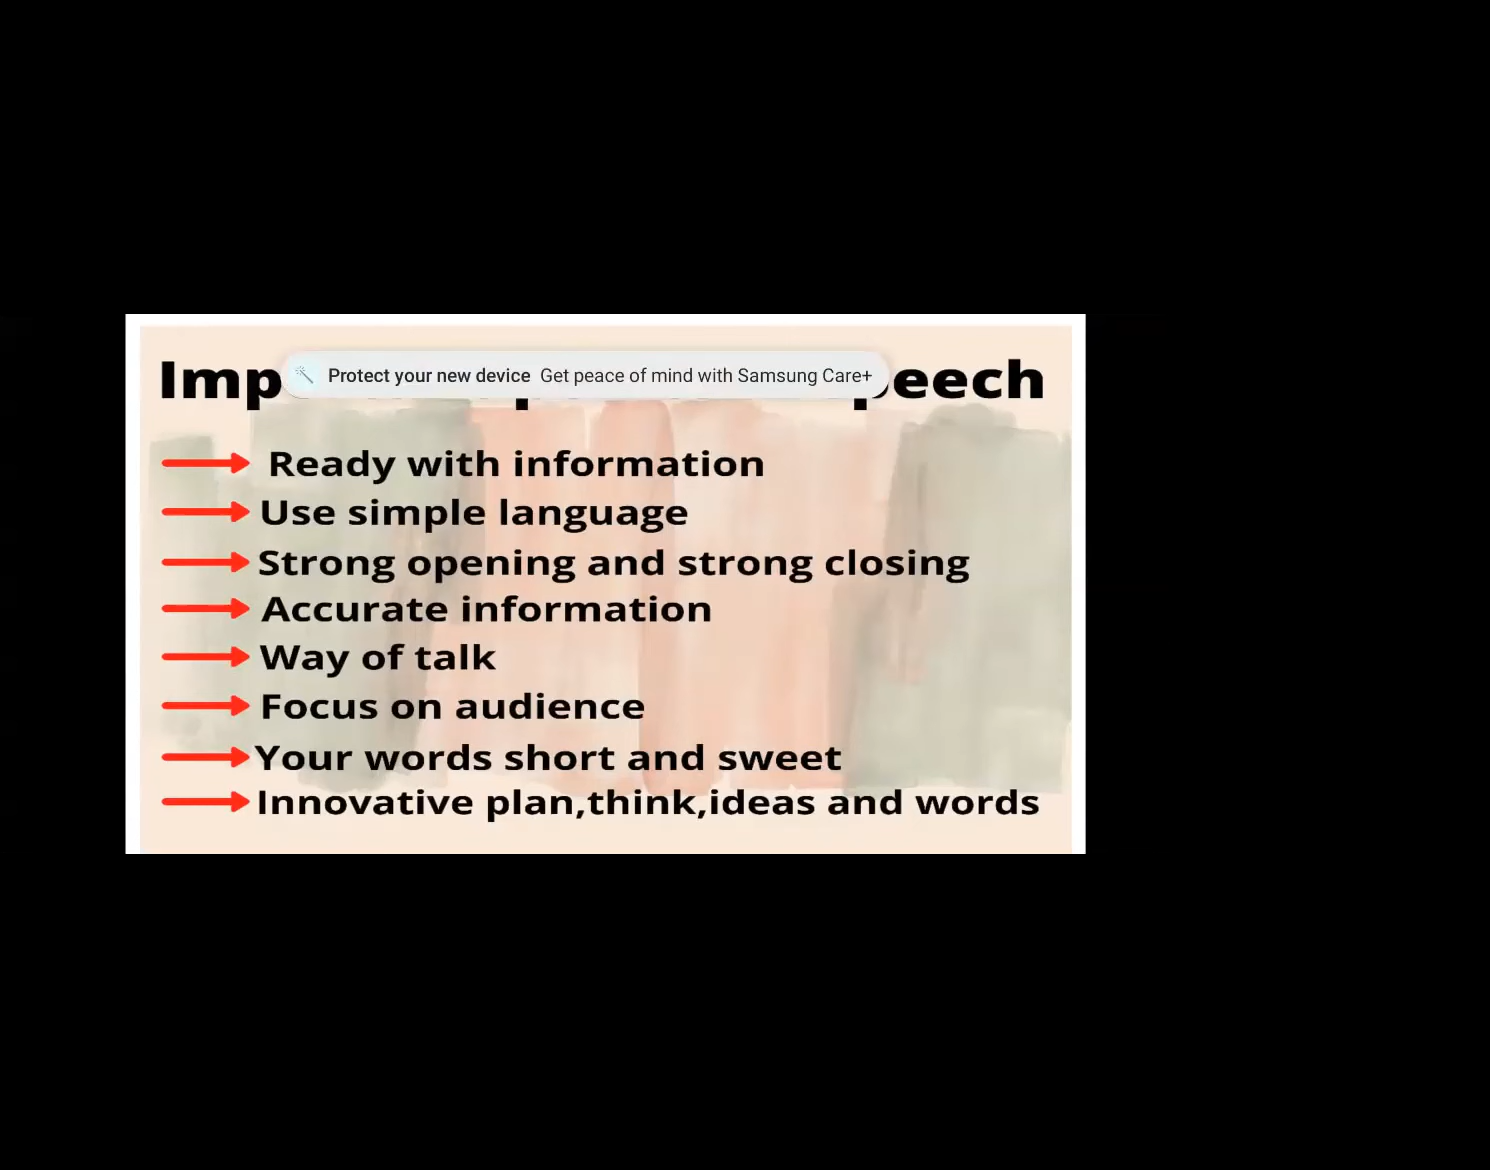 Imp
peech
Protect your new device Get peace of mind with Samsung Care+
Ready with information
Use simple language
Strong opening and strong closing
Accurate information
Way of talk
Focus on audience
Your words short and sweet
Innovative plan,think,ideas and words